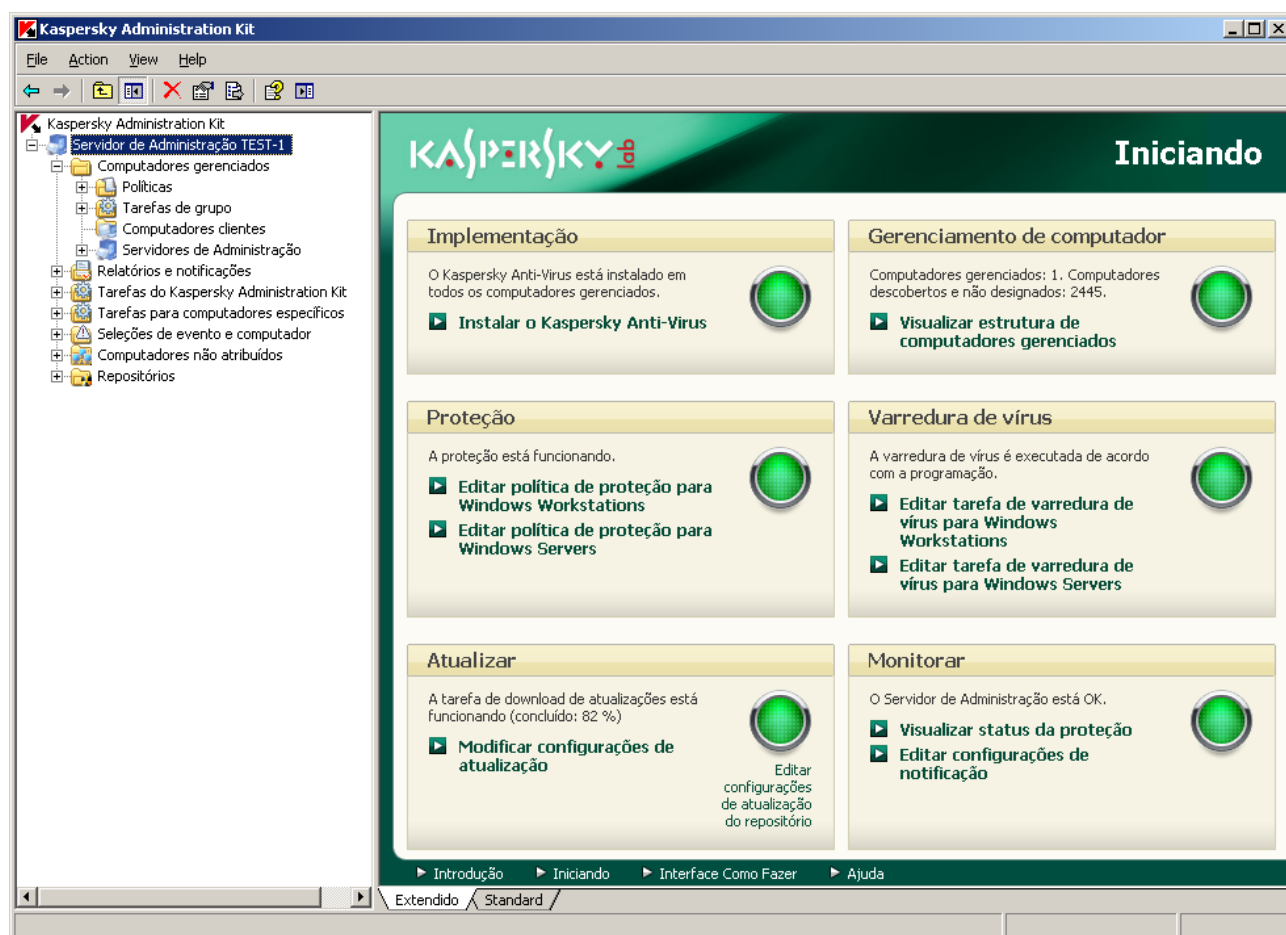 Kaspersky Administration Kit
File Action View Help
Kaspersky Administration Kit
Servidor de Administração TEST-1
Computadores gerenciados
Políticas
Tarefas de grupo
Computadores clientes
Servidores de Administração
Relatórios e notificações
Tarefas do Kaspersky Administration Kit
Tarefas para computadores específicos
Seleções de evento e computador
Computadores não atribuídos
Repositórios
KASPERSKY lab
Iniciando
Implementação
O Kaspersky Anti-Virus está instalado em
todos os computadores gerenciados.
Instalar o Kaspersky Anti-Virus
Gerenciamento de computador
Computadores gerenciados: 1. Computadores
descobertos e não designados: 2445.
Visualizar estrutura de
computadores gerenciados
Proteção
A proteção está funcionando.
Editar política de proteção para
Windows Workstations
Editar política de proteção para
Windows Servers
Varredura de vírus
A varredura de vírus é executada de acordo
com a programação.
Editar tarefa de varredura de
vírus para Windows
Workstations
Editar tarefa de varredura de
vírus para Windows Servers
Atualizar
A tarefa de download de atualizações está
funcionando (concluído: 82 %)
Modificar configurações de
atualização
Editar
configurações
de atualização
do repositório
Monitorar
O Servidor de Administração está OK.
Visualizar status da proteção
Editar configurações de
notificação
Introdução Iniciando Interface Como Fazer Ajuda
Extendido Standard